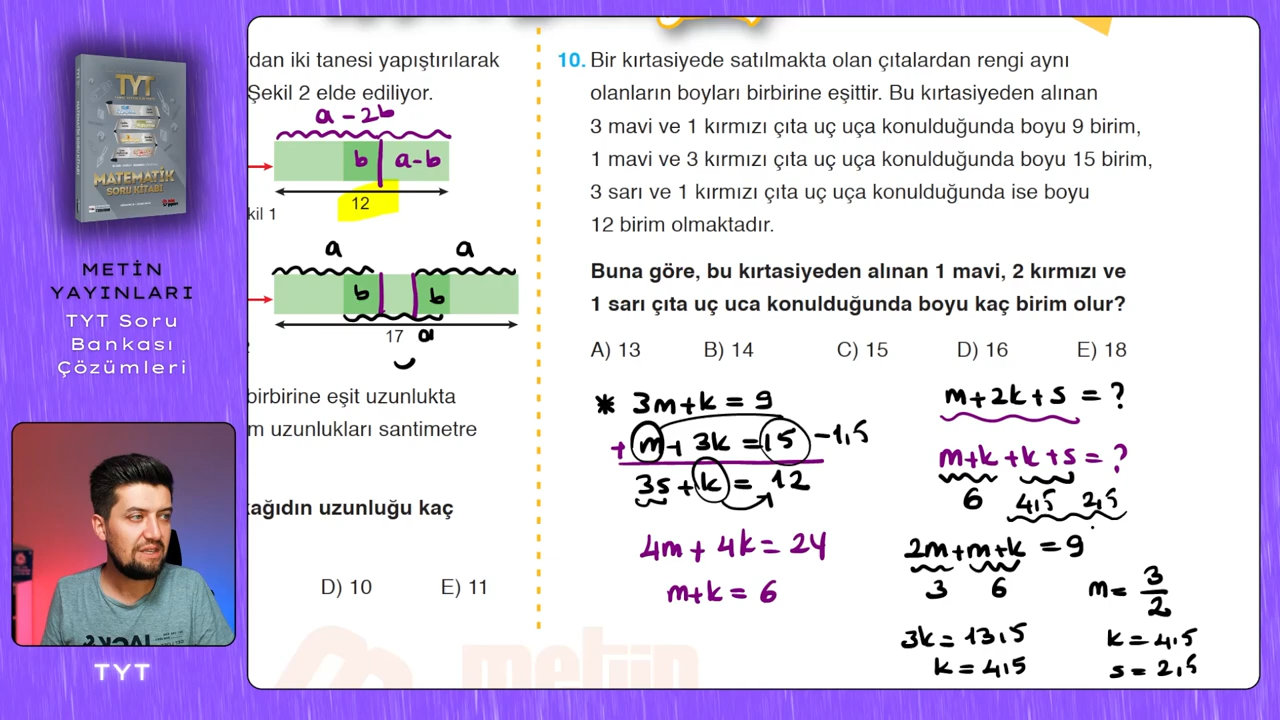 TYT
MATEMATİK
SORU KİTABI
METİN
YAYINLARI
TYT Soru
Bankası
Çözümleri
TYT
dan iki tanesi yapıştırılarak
Şekil 2 elde ediliyor.
a - 2b
b a-b
12
kil 1
a a
b b
17 a
birbirine eşit uzunlukta
m uzunlukları santimetre
kağıdın uzunluğu kaç
D) 10 E) 11
10. Bir kırtasiyede satılmakta olan çıtalardan rengi aynı
olanların boyları birbirine eşittir. Bu kırtasiyeden alınan
3 mavi ve 1 kırmızı çıta uç uça konulduğunda boyu 9 birim,
1 mavi ve 3 kırmızı çıta uç uça konulduğunda boyu 15 birim,
3 sarı ve 1 kırmızı çıta uç uça konulduğunda ise boyu
12 birim olmaktadır.
Buna göre, bu kırtasiyeden alınan 1 mavi, 2 kırmızı ve
1 sarı çıta uç uca konulduğunda boyu kaç birim olur?
A) 13 B) 14 C) 15 D) 16 E) 18
* 3m+k = 9
+ m + 3k = 15 -1,5
3s + k = 12
4m + 4k = 24
m+k = 6
m+2k+s = ?
m+k +k+s = ?
6 4,5 2,5
2m+m+k = 9
3 6
m = 3/2
3k = 13,5
k = 4,5
k = 4,5
s = 2,5
metin